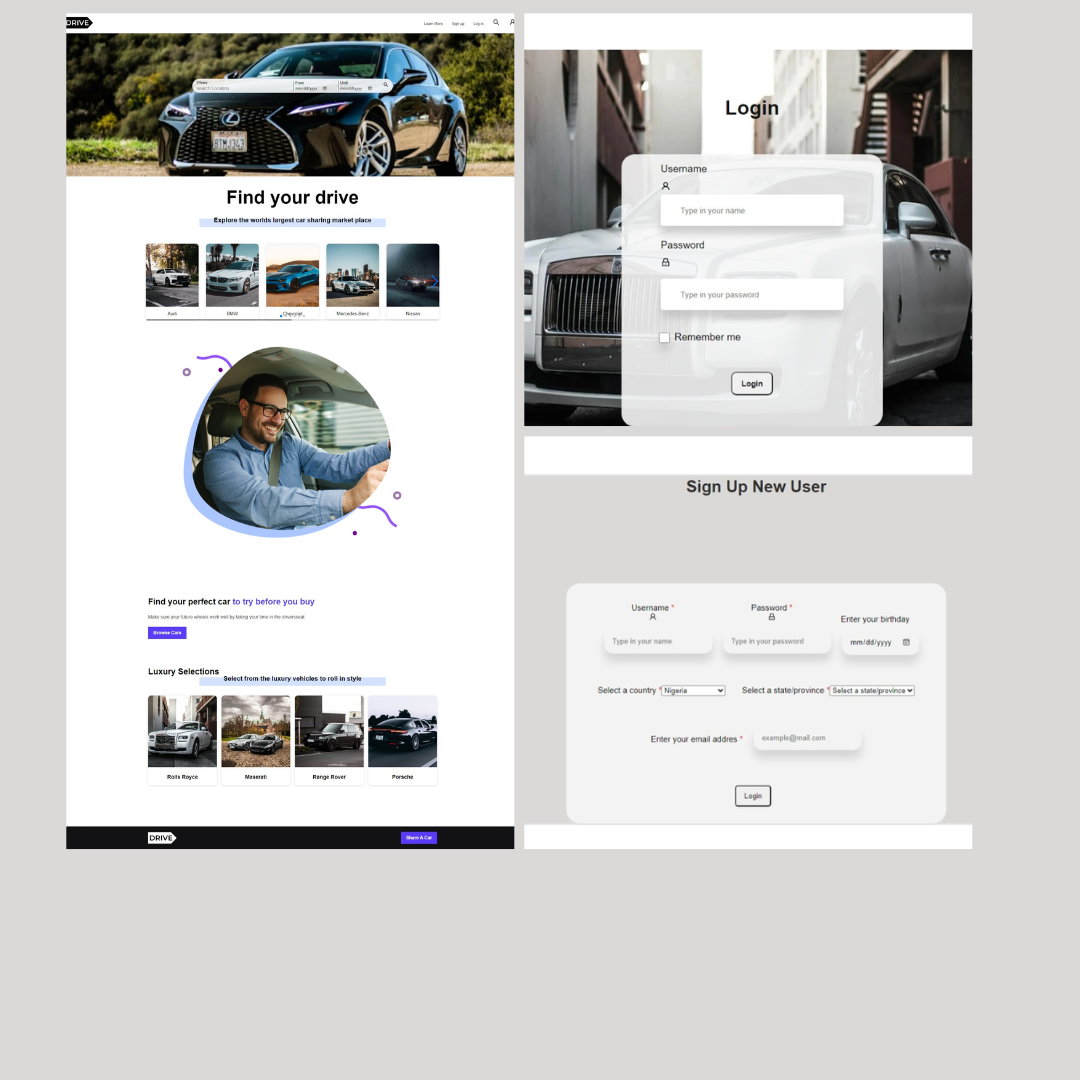 DRIVE
Learn More Sign up Log in
Where From Until
Select Location mm/dd/yyyy mm/dd/yyyy
8TMJ343
Find your drive
Explore the worlds largest car sharing market place
Audi BMW Chevrolet Mercedes-Benz Nissan
Find your perfect car to try before you buy
Make sure your future wheels work well by taking your time in the driverseat
Browse Cars
Luxury Selections
Select from the luxury vehicles to roll in style
Rolls Royce Maserati Range Rover Porsche
DRIVE Share A Car
Login
Username
Type in your name
Password
Type in your password
Remember me
Login
Sign Up New User
Username * Password *
Enter your birthday
Type in your name Type in your password mm/dd/yyyy
Select a country * Nigeria Select a state/province * Select a state/province
Enter your email addres * example@mail.com
Login